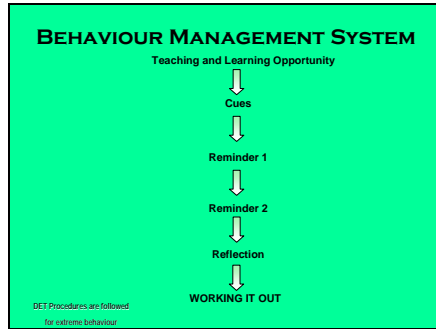 BEHAVIOUR MANAGEMENT SYSTEM
Teaching and Learning Opportunity
Cues
Reminder 1
Reminder 2
Reflection
WORKING IT OUT
DET Procedures are followed
for extreme behaviour